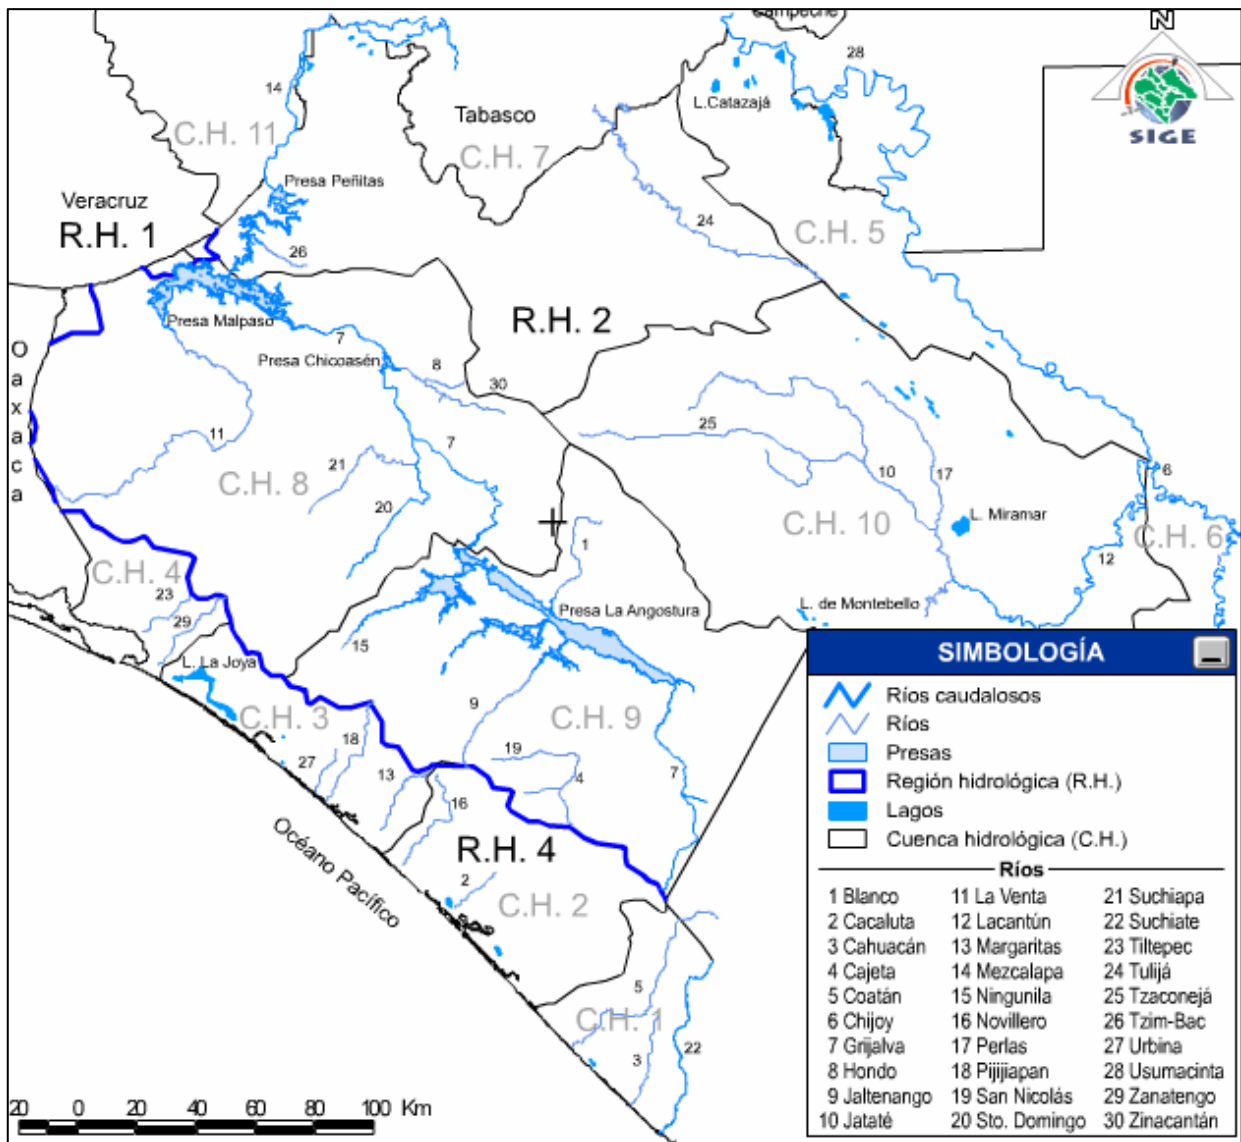 Campeche
N
28
14
L.Catazajá
Tabasco
C.H. 11
C.H. 7
SIGE
Presa Peñitas
Veracruz
R.H. 1
24
C.H. 5
26
Presa Malpaso
R.H. 2
7
Oaxaca
Presa Chicoasén
8
30
25
11
7
21
C.H. 8
10
17
6
20
L. Miramar
C.H. 10
C.H. 6
1
12
C.H. 4
23
29
L. de Montebello
Presa La Angostura
15
L. La Joya
9
C.H. 9
C.H. 3
18
19
27
13
4
7
16
R.H. 4
Océano Pacífico
2
C.H. 2
5
C.H. 1
22
3
20 0 20 40 60 80 100 Km
SIMBOLOGÍA
Ríos caudalosos
Ríos
Presas
Región hidrológica (R.H.)
Lagos
Cuenca hidrológica (C.H.)
Ríos
1 Blanco
2 Cacaluta
3 Cahuacán
4 Cajeta
5 Coatán
6 Chijoy
7 Grijalva
8 Hondo
9 Jaltenango
10 Jataté
11 La Venta
12 Lacantún
13 Margaritas
14 Mezcalapa
15 Ningunila
16 Novillero
17 Perlas
18 Pijijiapan
19 San Nicolás
20 Sto. Domingo
21 Suchiapa
22 Suchiate
23 Tiltepec
24 Tulijá
25 Tzaconejá
26 Tzim-Bac
27 Urbina
28 Usumacinta
29 Zanatengo
30 Zinacantán